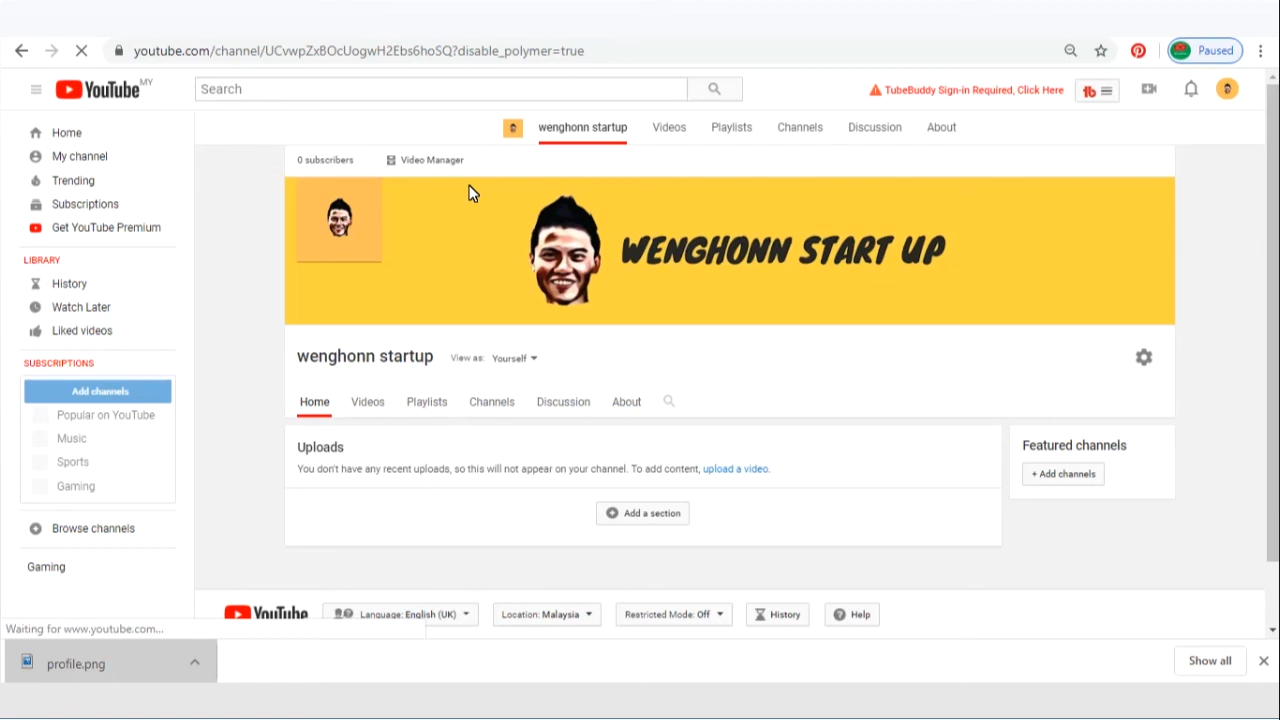 youtube.com/channel/UCvwpZxBOcUogwH2Ebs6hoSQ?disable_polymer=true
Paused
YouTube MY
Search
TubeBuddy Sign-in Required, Click Here
tb
wenghonn startup
Videos
Playlists
Channels
Discussion
About
Home
My channel
Trending
Subscriptions
Get YouTube Premium
LIBRARY
History
Watch Later
Liked videos
SUBSCRIPTIONS
Add channels
Popular on YouTube
Music
Sports
Gaming
Browse channels
Gaming
0 subscribers
Video Manager
WENGHONN START UP
wenghonn startup
View as: Yourself
Home
Videos
Playlists
Channels
Discussion
About
Uploads
You don't have any recent uploads, so this will not appear on your channel. To add content, upload a video.
Add a section
Featured channels
+ Add channels
YouTube
Language: English (UK)
Location: Malaysia
Restricted Mode: Off
History
Help
Waiting for www.youtube.com...
profile.png
Show all